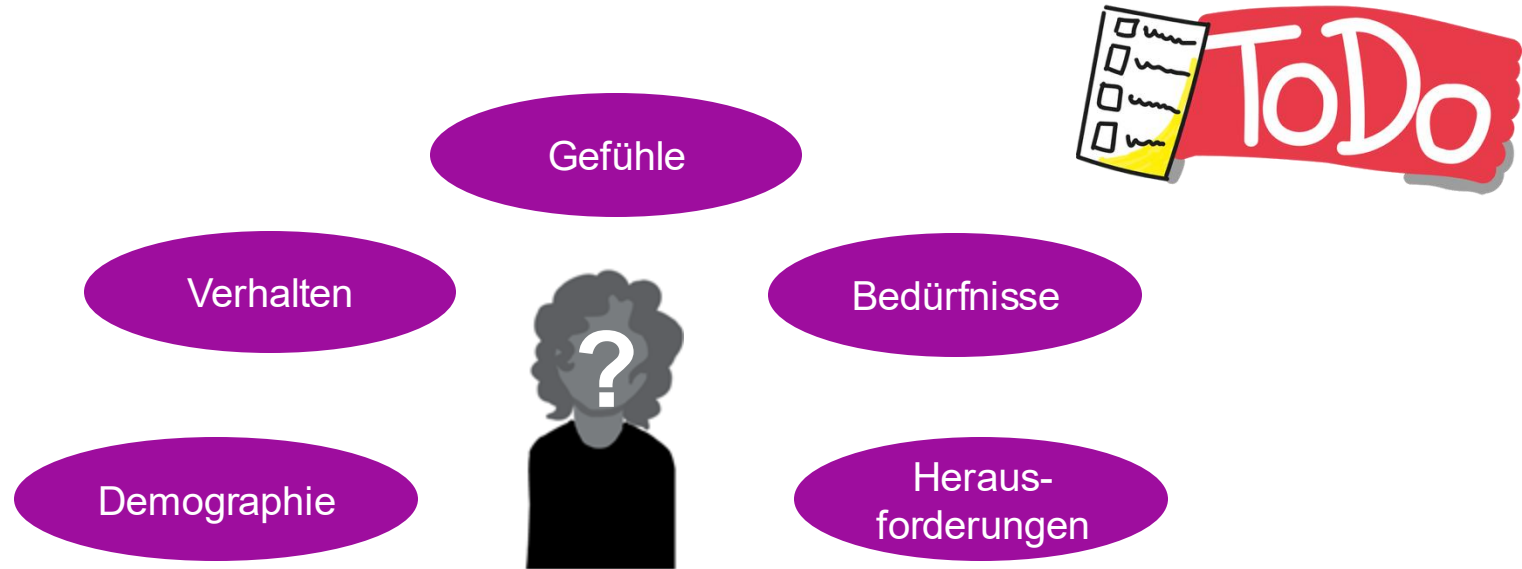 ToDo
Gefühle
Verhalten
Bedürfnisse
?
Demographie
Heraus-
forderungen